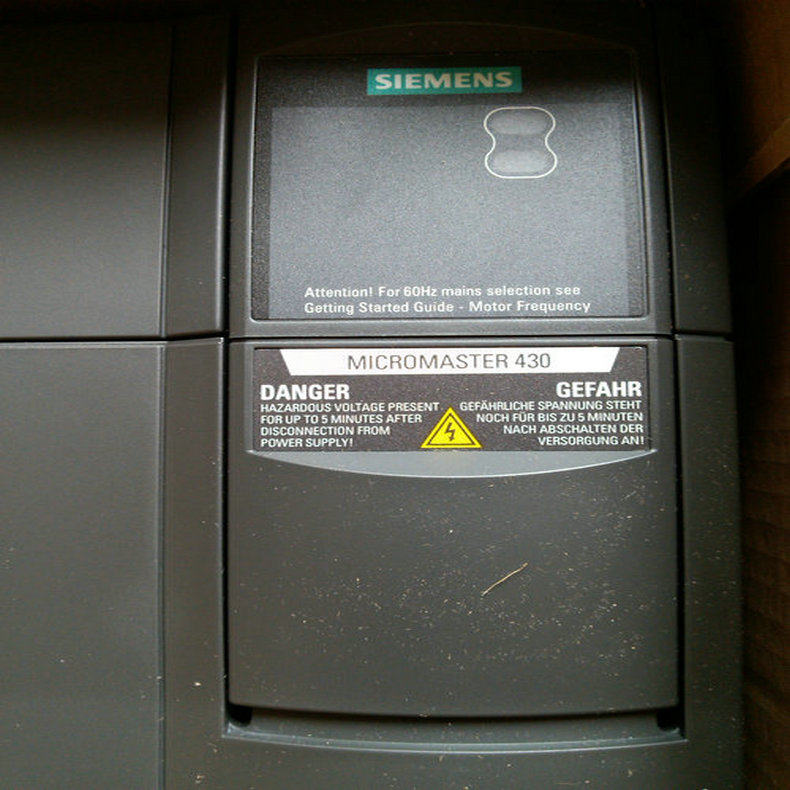 SIEMENS
Attention! For 60Hz mains selection see
Getting Started Guide - Motor Frequency
MICROMASTER 430
DANGER
HAZARDOUS VOLTAGE PRESENT
FOR UP TO 5 MINUTES AFTER
DISCONNECTION FROM
POWER SUPPLY!
GEFAHR
GEFÄHRLICHE SPANNUNG STEHT
NOCH FÜR BIS ZU 5 MINUTEN
NACH ABSCHALTEN DER
VERSORGUNG AN!